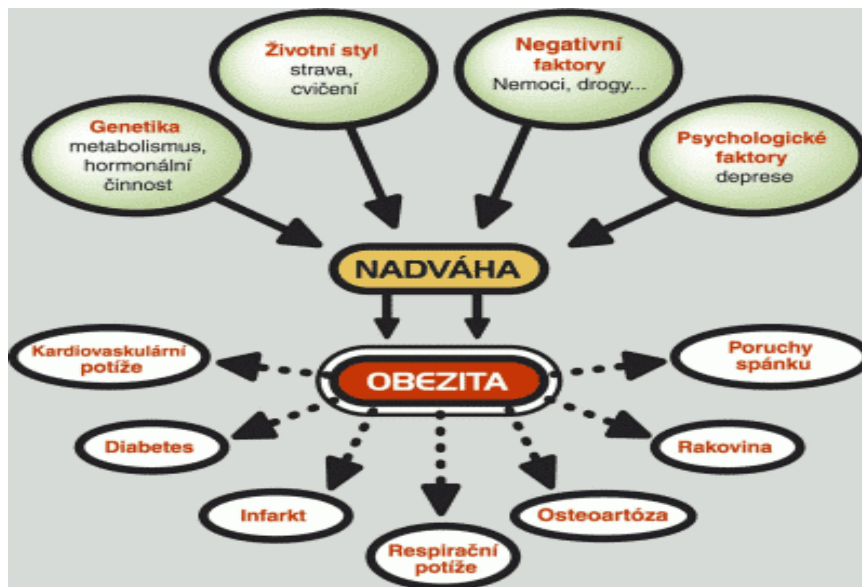 Životní styl
strava,
cvičení
Negativní
faktory
Nemoci, drogy...
Genetika
metabolismus,
hormonální
činnost
Psychologické
faktory
deprese
NADVÁHA
OBEZITA
Kardiovaskulární
potíže
Poruchy
spánku
Diabetes
Rakovina
Infarkt
Osteoartóza
Respirační
potíže